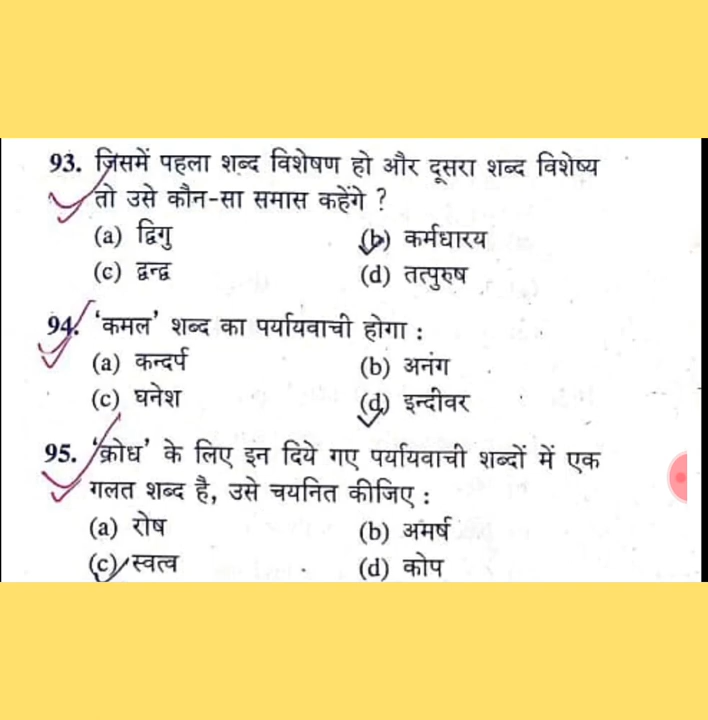 93. जिसमें पहला शब्द विशेषण हो और दूसरा शब्द विशेष्य
तो उसे कौन-सा समास कहेंगे ?
(a) द्विगु (b) कर्मधारय
(c) द्वन्द्व (d) तत्पुरुष
94. 'कमल' शब्द का पर्यायवाची होगा :
(a) कन्दर्प (b) अनंग
(c) घनेश (d) इन्दीवर
95. 'क्रोध' के लिए इन दिये गए पर्यायवाची शब्दों में एक
गलत शब्द है, उसे चयनित कीजिए :
(a) रोष (b) अमर्ष
(c) स्वत्व (d) कोप